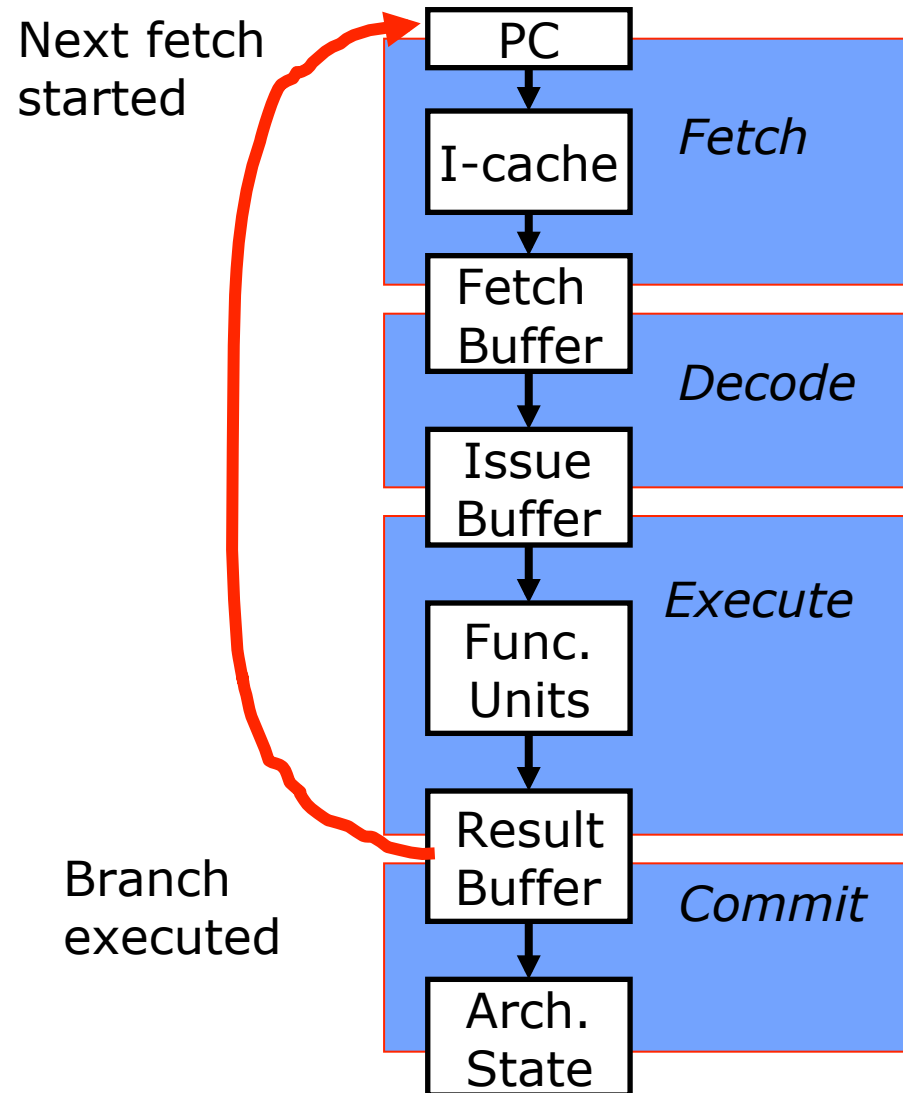 Next fetch
started
PC
Fetch
I-cache
Fetch
Buffer
Decode
Issue
Buffer
Execute
Func.
Units
Result
Buffer
Branch
executed
Commit
Arch.
State